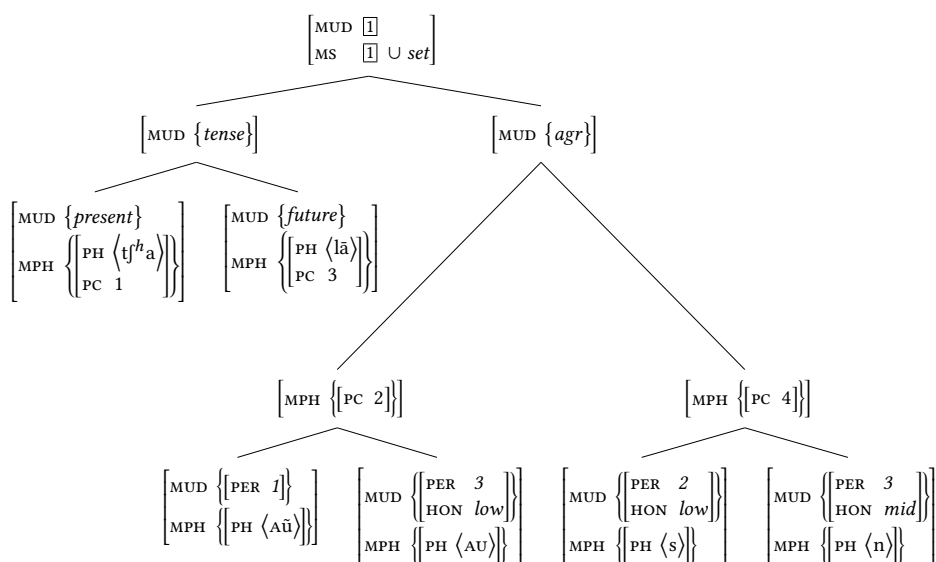 MUD 1
MS 1 ∪ set
MUD {tense}
MUD {agr}
MUD {present}
MPH {[PH ⟨tʃʰa⟩
PC 1]}
MUD {future}
MPH {[PH ⟨lā⟩
PC 3]}
MPH {[PC 2]}
MPH {[PC 4]}
MUD {[PER 1]}
MPH {[PH ⟨Aũ⟩]}
MUD {[PER 3
HON low]}
MPH {[PH ⟨AU⟩]}
MUD {[PER 2
HON low]}
MPH {[PH ⟨s⟩]}
MUD {[PER 3
HON mid]}
MPH {[PH ⟨n⟩]}